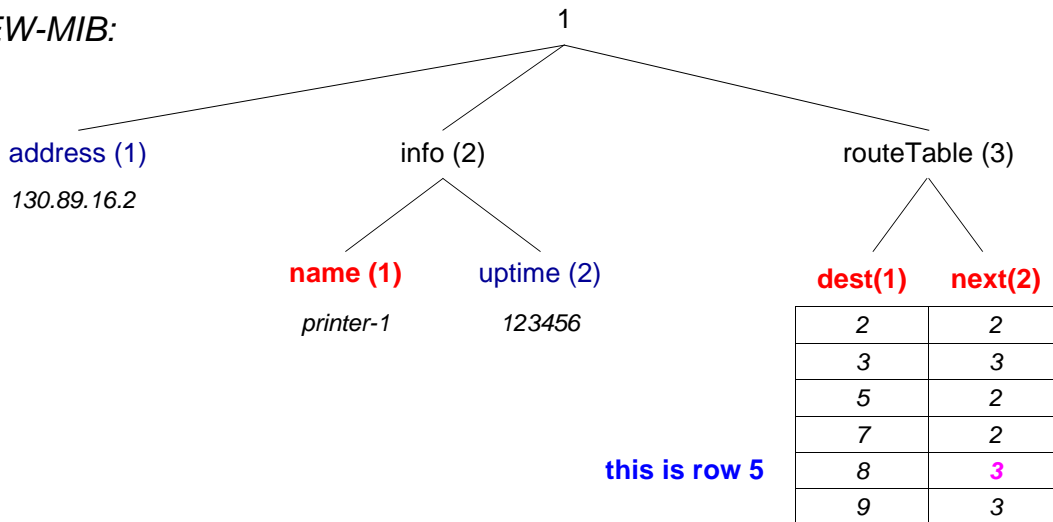 EW-MIB:
1
address (1) info (2) routeTable (3)
130.89.16.2
name (1) uptime (2) dest(1) next(2)
printer-1 123456
2 2
3 3
5 2
7 2
this is row 5 8 3
9 3